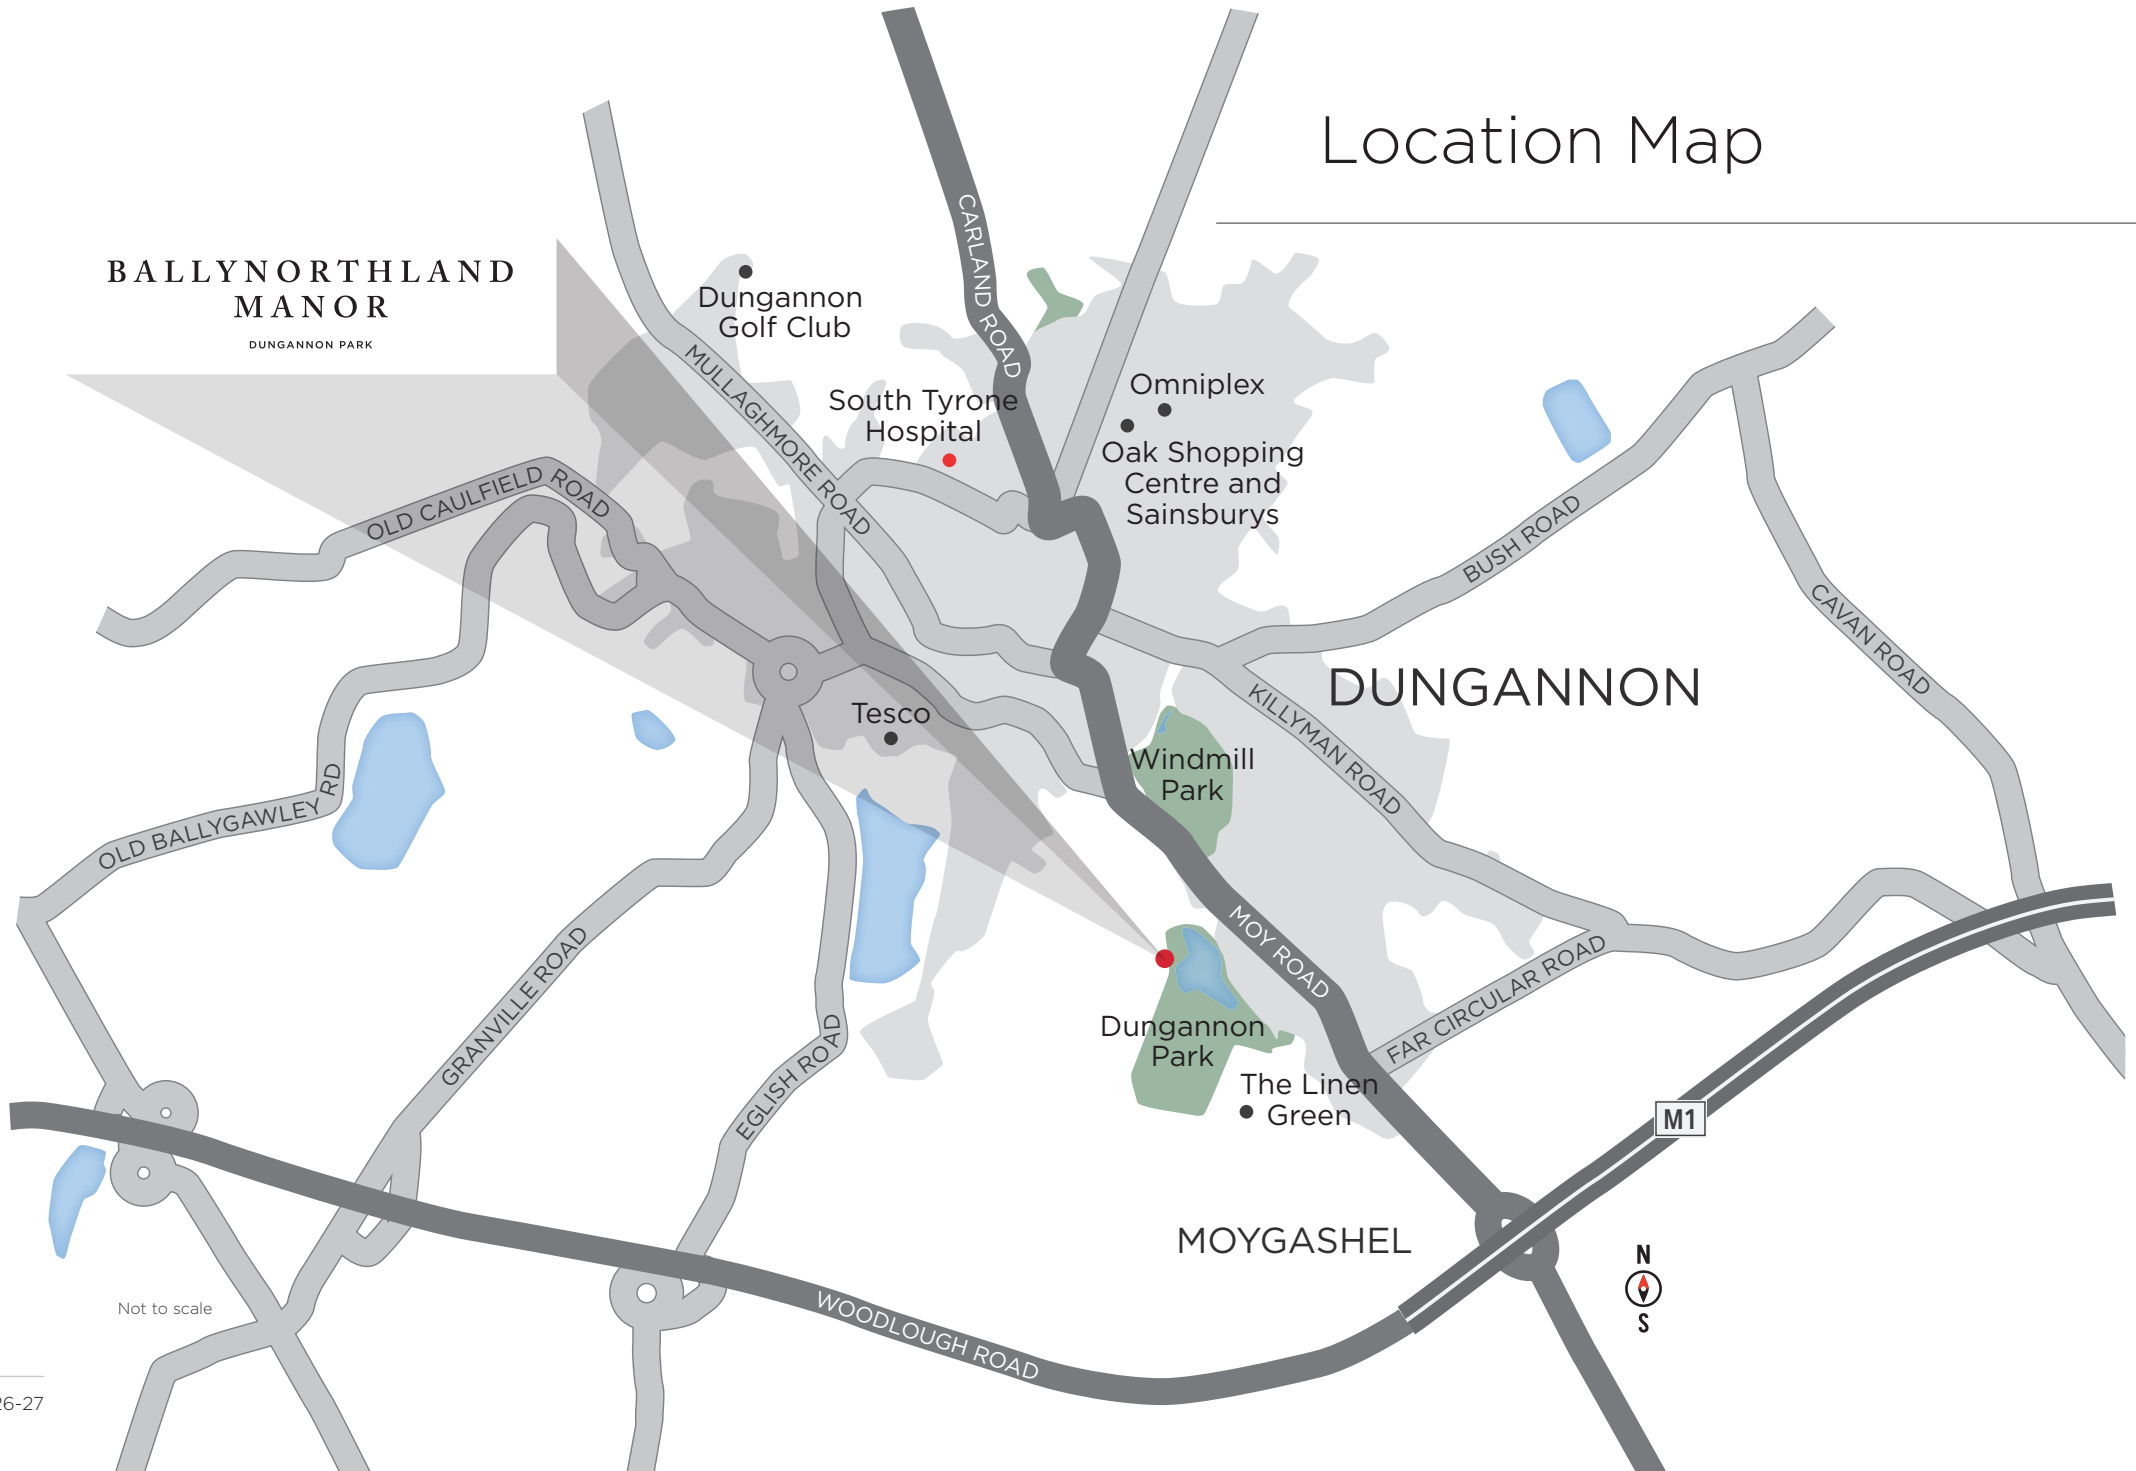 Location Map
BALLYNORTHLAND
MANOR
DUNGANNON PARK
CARLAND ROAD
Dungannon
Golf Club
MULLAGHMORE ROAD
South Tyrone
Hospital
Omniplex
Oak Shopping
Centre and
Sainsburys
OLD CAULFIELD ROAD
BUSH ROAD
CAVAN ROAD
DUNGANNON
KILLYMAN ROAD
Tesco
Windmill
Park
OLD BALLYGAWLEY RD
MOY ROAD
GRANVILLE ROAD
FAR CIRCULAR ROAD
EGLISH ROAD
Dungannon
Park
The Linen
Green
M1
MOYGASHEL
N
S
Not to scale
WOODLOUGH ROAD
26-27